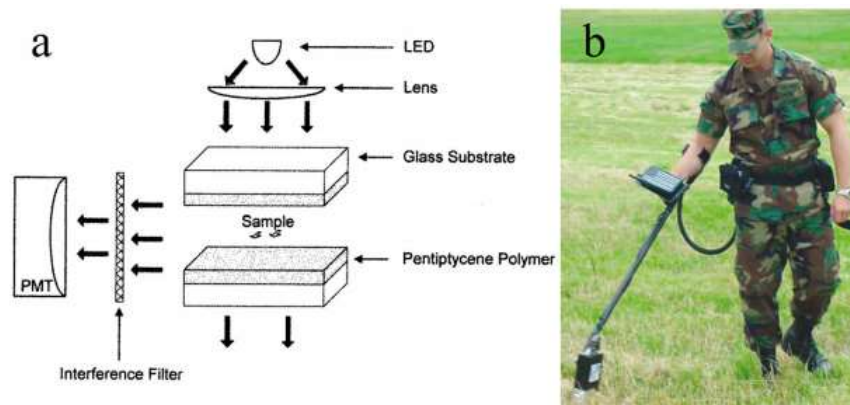 a
LED
Lens
Glass Substrate
Sample
Pentiptycene Polymer
PMT
Interference Filter
b